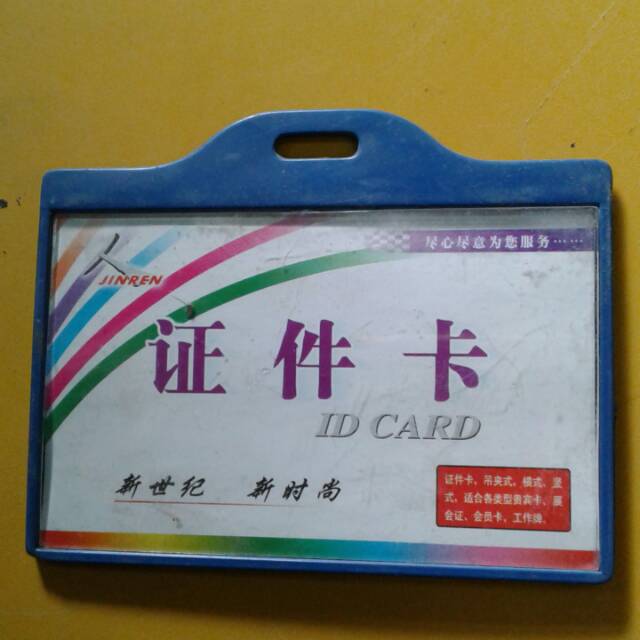 尽心尽意为您服务……
JINREN
证件卡
ID CARD
新世纪 新时尚
证件卡,吊夹式,横式、竖
式,适合各类型贵宾卡、展
会证、会员卡,工作牌.